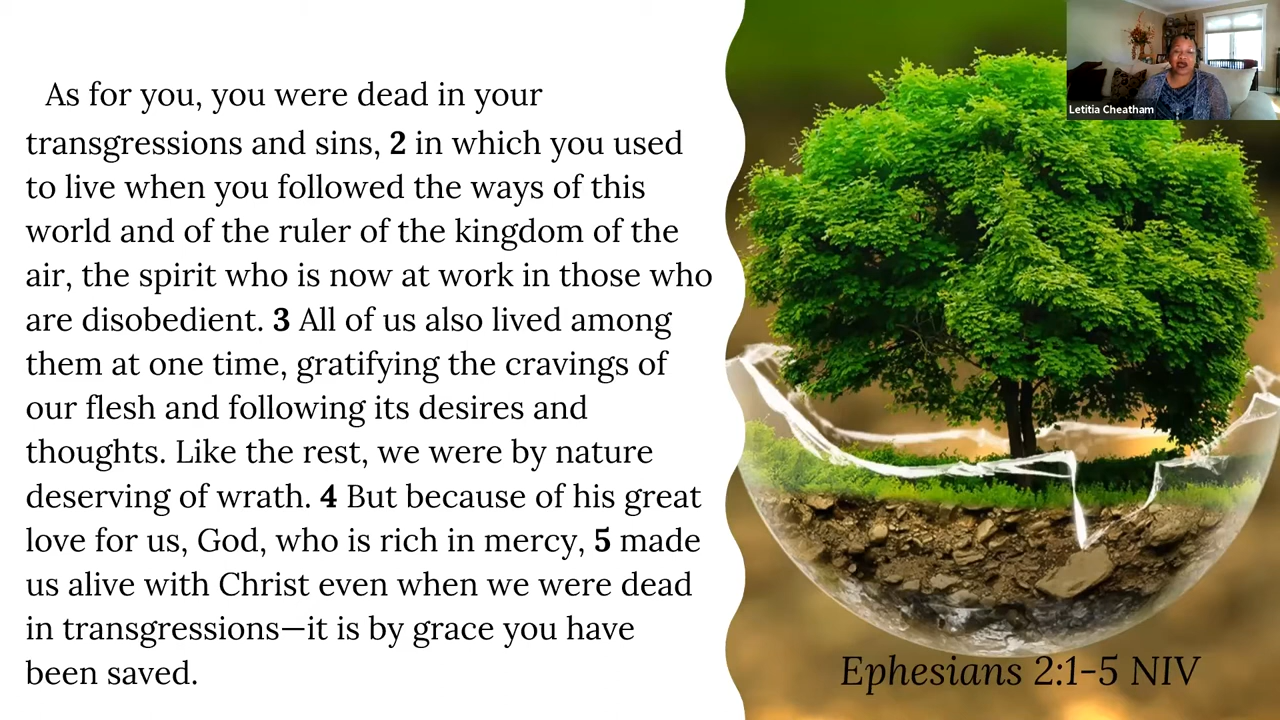 As for you, you were dead in your
transgressions and sins, 2 in which you used
to live when you followed the ways of this
world and of the ruler of the kingdom of the
air, the spirit who is now at work in those who
are disobedient. 3 All of us also lived among
them at one time, gratifying the cravings of
our flesh and following its desires and
thoughts. Like the rest, we were by nature
deserving of wrath. 4 But because of his great
love for us, God, who is rich in mercy, 5 made
us alive with Christ even when we were dead
in transgressions—it is by grace you have
been saved.
Letitia Cheatham
Ephesians 2:1-5 NIV